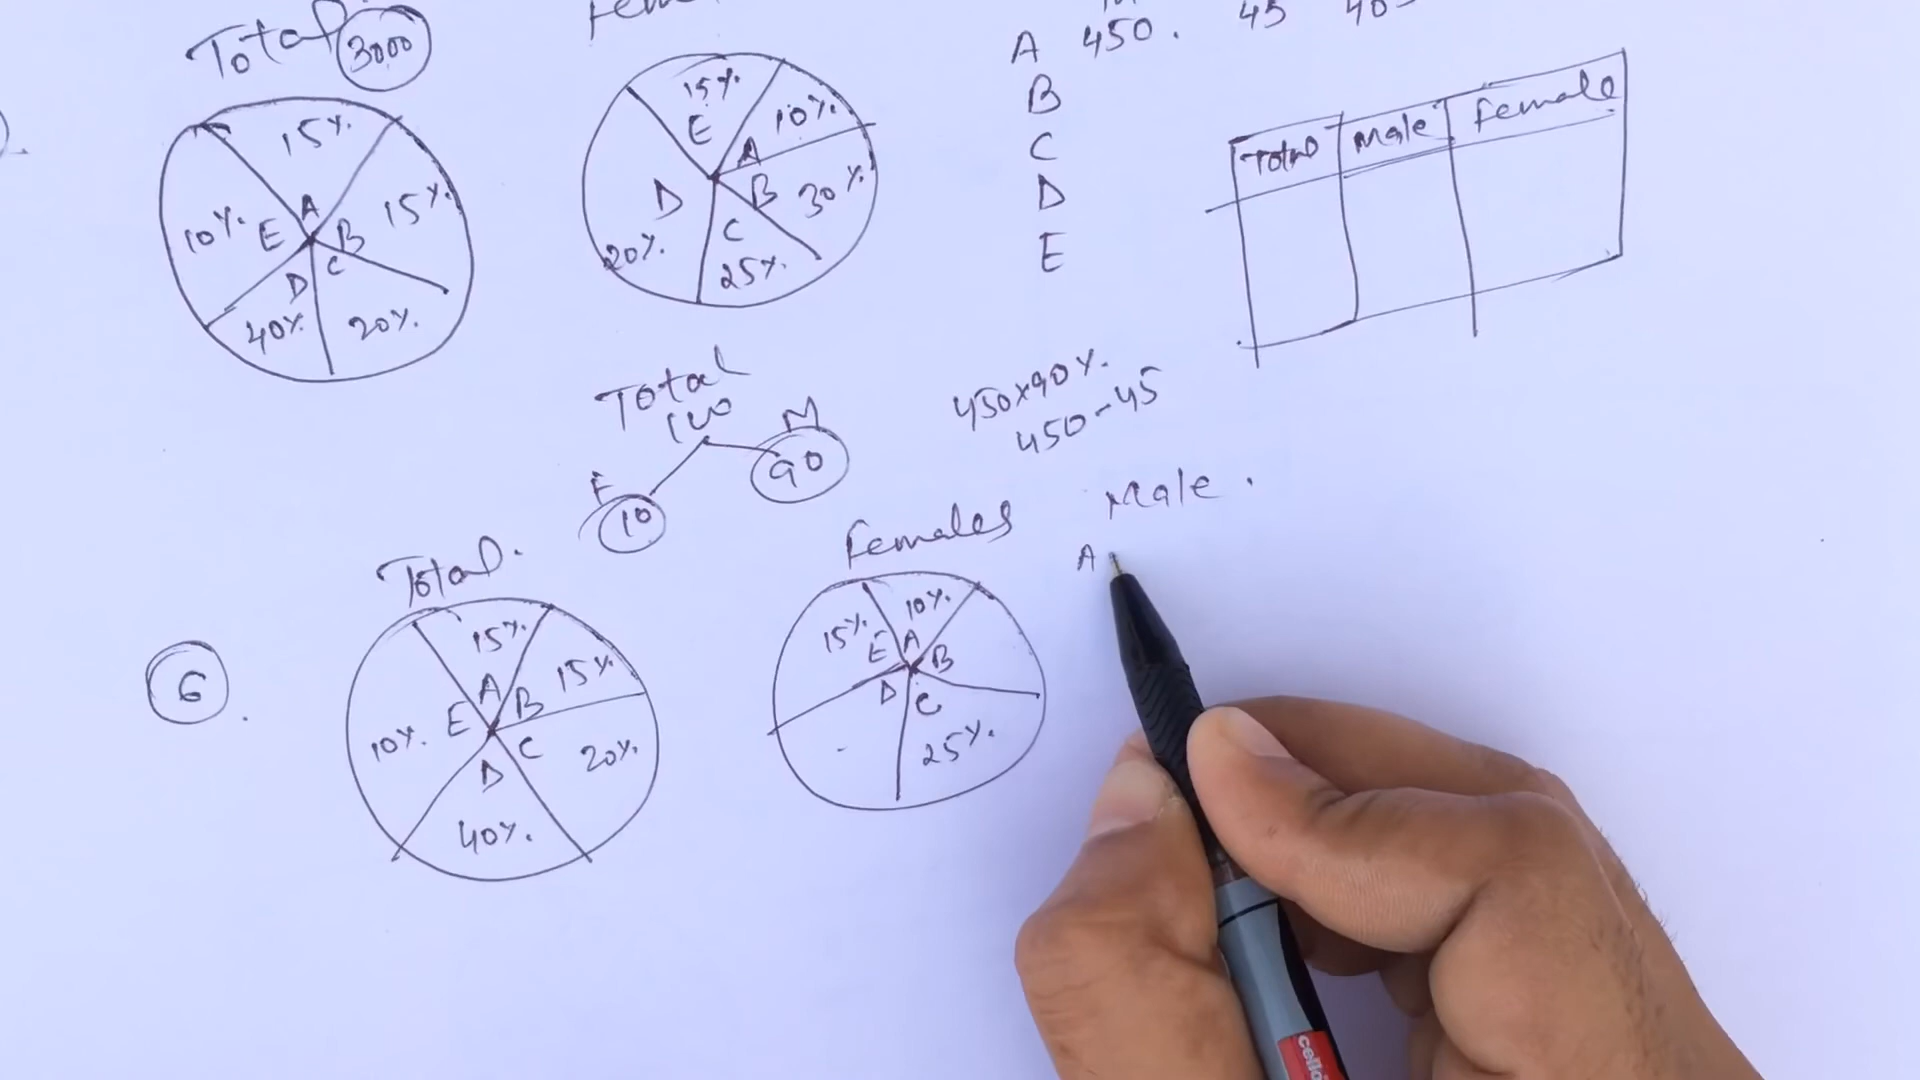 Total 3000
15%
A
15%
B
20%
C
40%
D
10%
E
15%
E
10%
A
30%
B
25%
C
20%
D
A 450. 45 40
B
C
D
E
Total Male Female
Total
100
F 10
M 90
450x90%.
450-45
6.
Total.
15%
A
15%
B
20%
C
40%
D
10%
E
Females
10%
A
B
25%
C
D
15%
E
Male.
A
cello